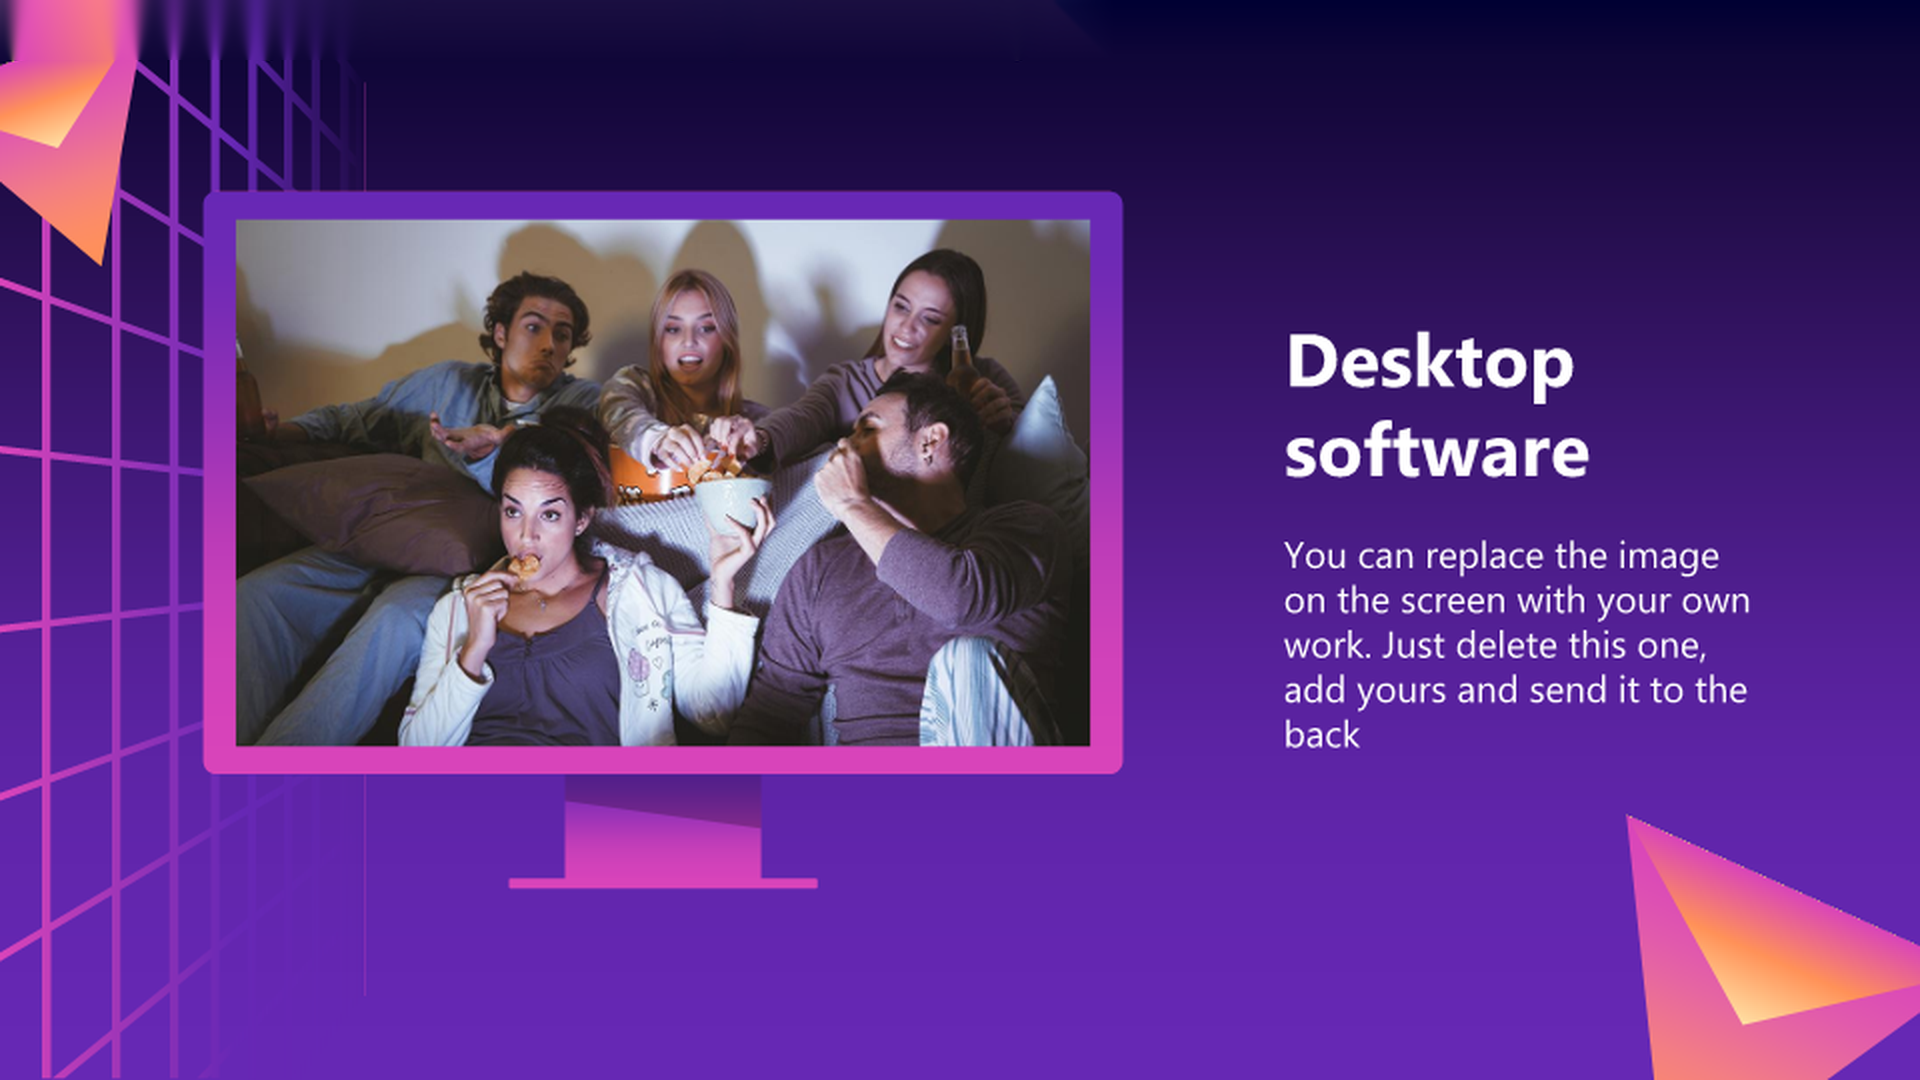 Desktop
software
You can replace the image
on the screen with your own
work. Just delete this one,
add yours and send it to the
back